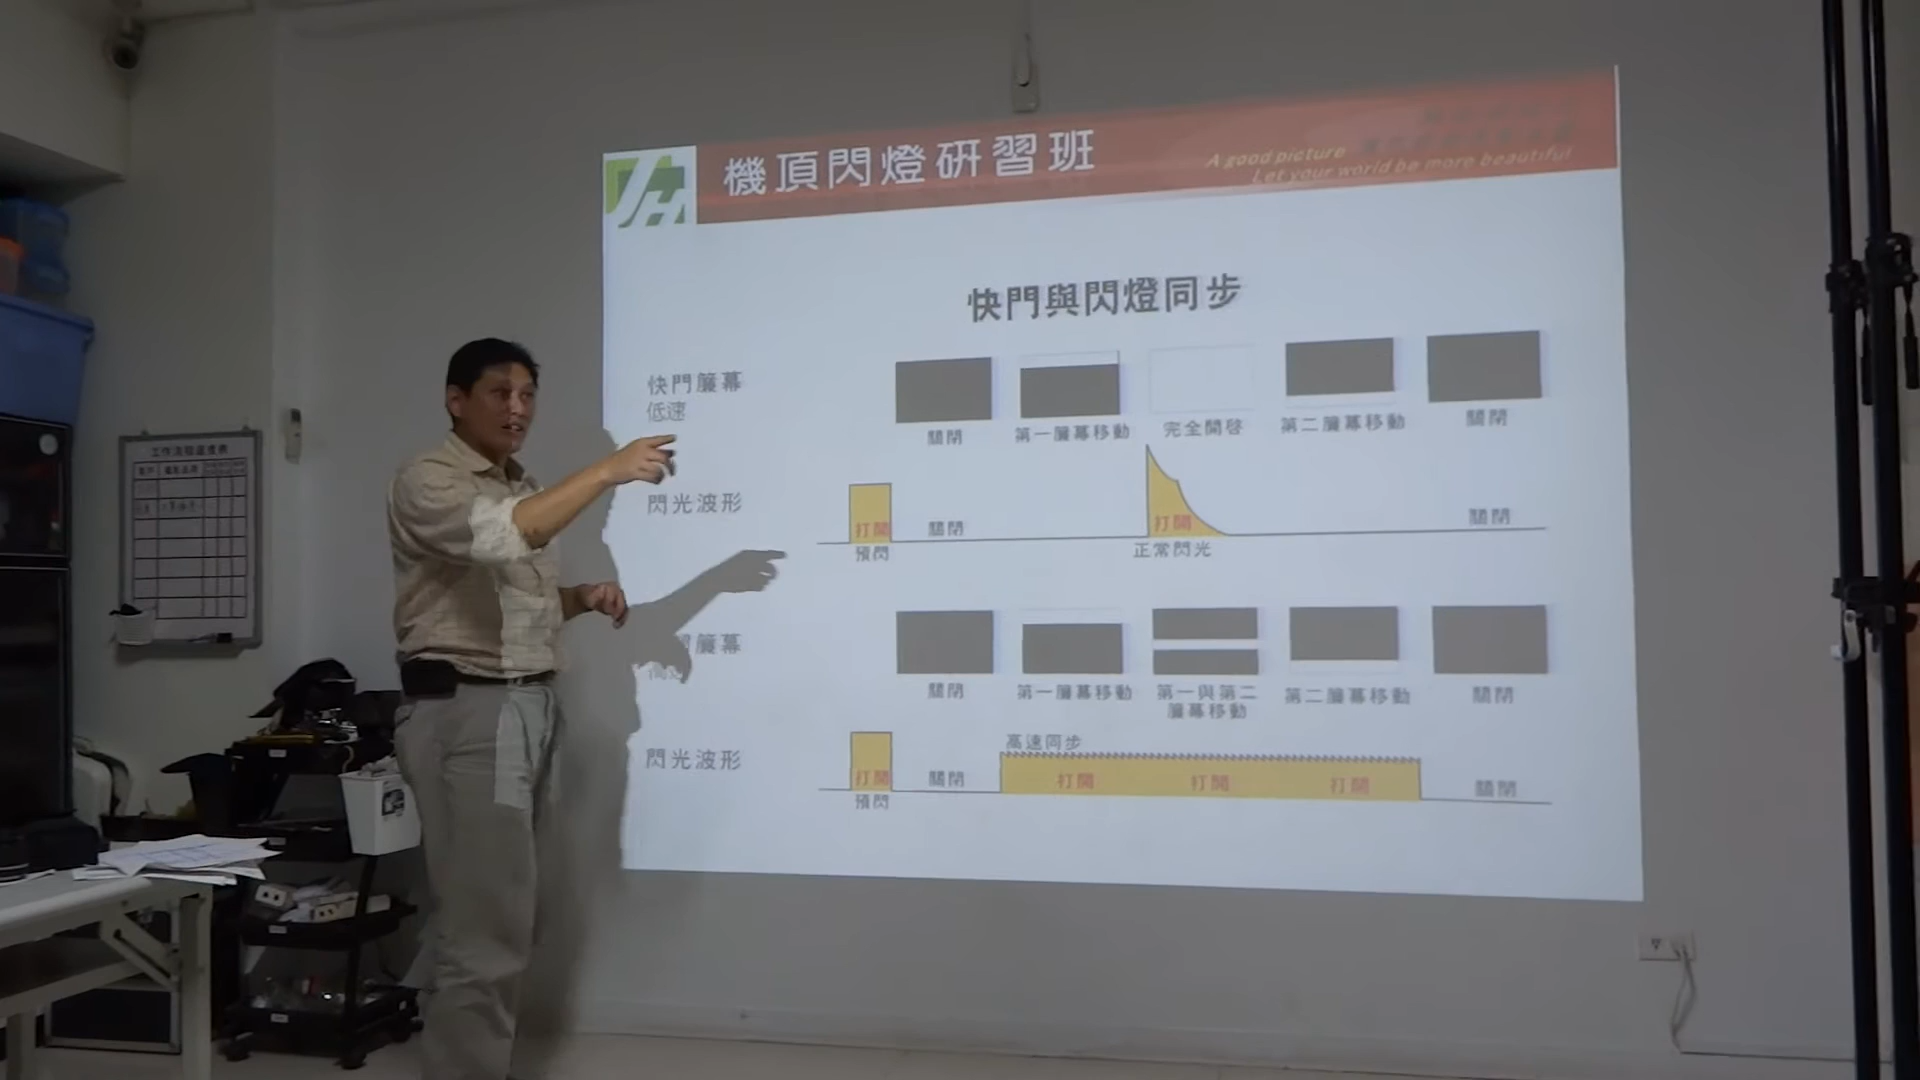 機頂閃燈研習班
A good picture
Let your world be more beautiful
快門與閃燈同步
快門簾幕
低速
關閉
第一簾幕移動
完全開啓
第二簾幕移動
關閉
閃光波形
打開
預閃
關閉
打開
正常閃光
關閉
簾幕
關閉
第一簾幕移動
第一與第二
簾幕移動
第二簾幕移動
關閉
閃光波形
打開
預閃
關閉
高速同步
打開
打開
打開
關閉